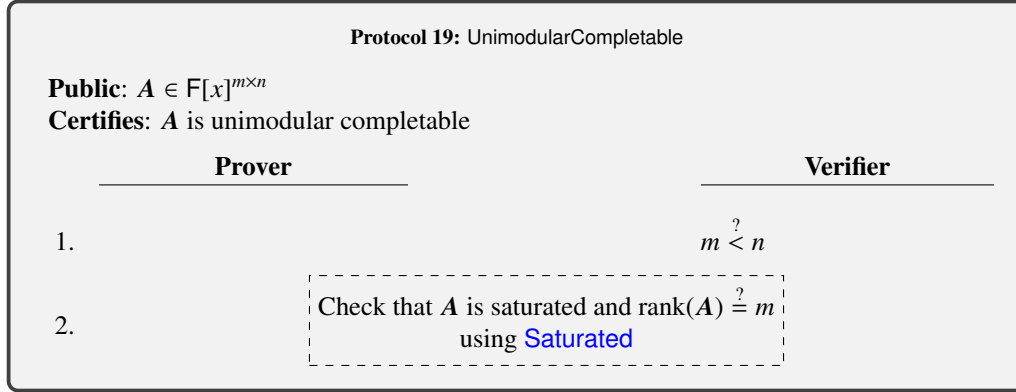 Protocol 19: UnimodularCompletable
Public: A ∈ F[x]^{m×n}
Certifies: A is unimodular completable
Prover Verifier
1. m <^? n
2. Check that A is saturated and rank(A) =^? m
using Saturated